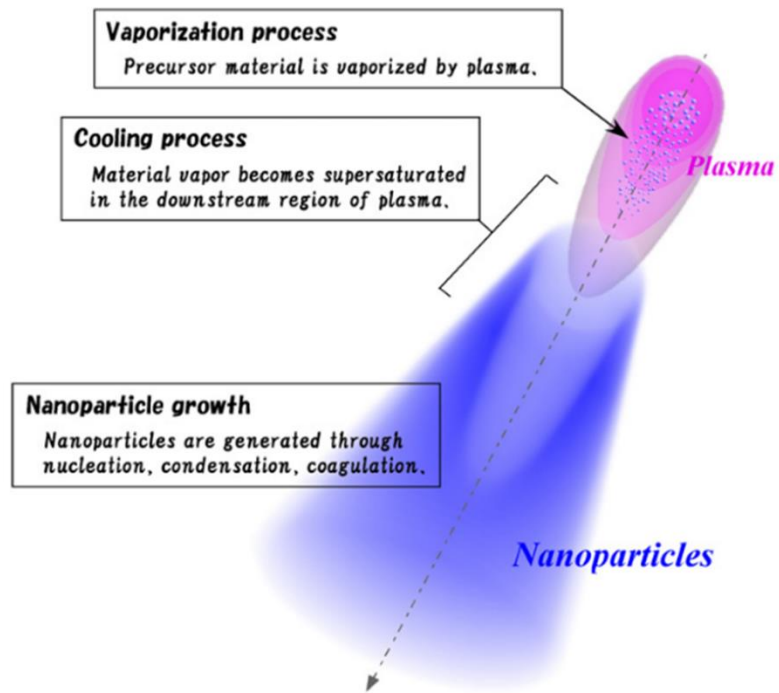 Vaporization process
Precursor material is vaporized by plasma.
Cooling process
Material vapor becomes supersaturated
in the downstream region of plasma.
Plasma
Nanoparticle growth
Nanoparticles are generated through
nucleation, condensation, coagulation.
Nanoparticles